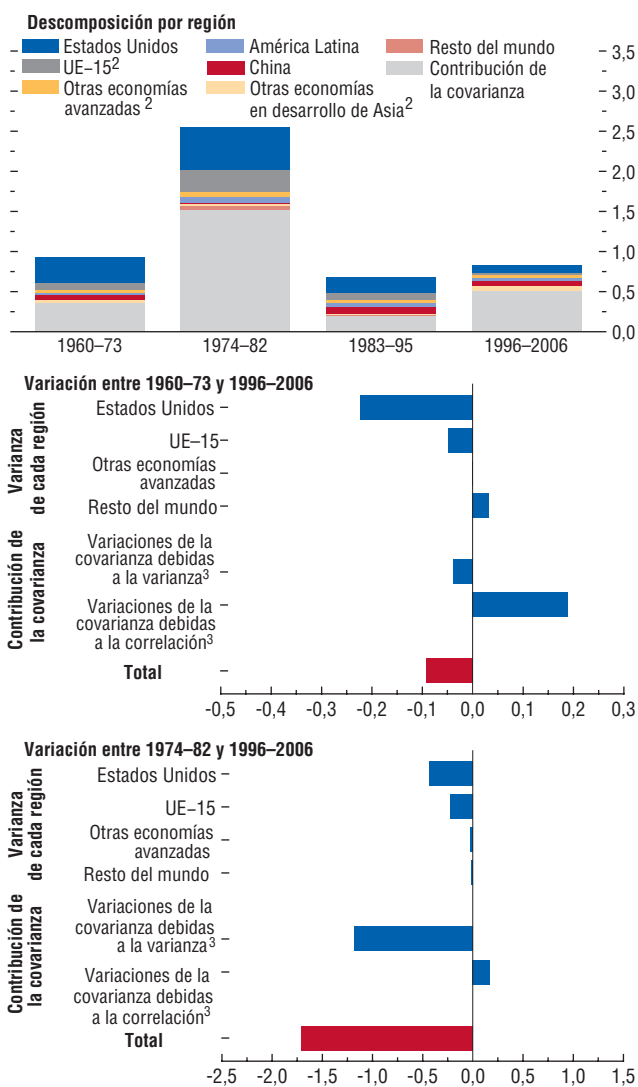 Descomposición por región
Estados Unidos
América Latina
Resto del mundo
UE–15²
China
Contribución de
la covarianza
Otras economías
avanzadas ²
Otras economías
en desarrollo de Asia²
3,5
3,0
2,5
2,0
1,5
1,0
0,5
0,0
1960–73 1974–82 1983–95 1996–2006
Variación entre 1960–73 y 1996–2006
Varianza
de cada región
Estados Unidos
UE–15
Otras economías
avanzadas
Resto del mundo
Contribución de
la covarianza
Variaciones de la
covarianza debidas
a la varianza³
Variaciones de la
covarianza debidas
a la correlación³
Total
-0,5 -0,4 -0,3 -0,2 -0,1 0,0 0,1 0,2 0,3
Variación entre 1974–82 y 1996–2006
Varianza
de cada región
Estados Unidos
UE–15
Otras economías
avanzadas
Resto del mundo
Contribución de
la covarianza
Variaciones de la
covarianza debidas
a la varianza³
Variaciones de la
covarianza debidas
a la correlación³
Total
-2,5 -2,0 -1,5 -1,0 -0,5 0,0 0,5 1,0 1,5